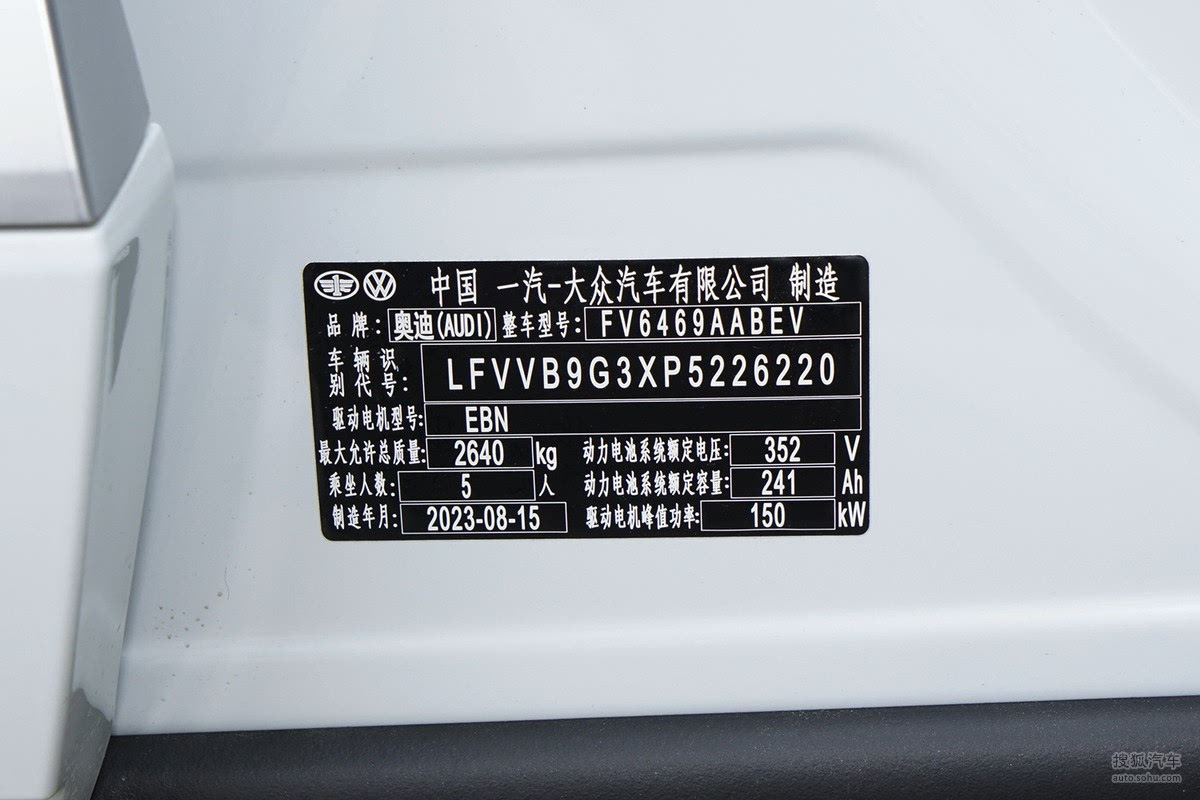 中国 一汽-大众汽车有限公司 制造
品牌: 奥迪(AUDI) 整车型号: FV6469AABEV
车辆识别代号: LFVVB9G3XP5226220
驱动电机型号: EBN
最大允许总质量: 2640 kg 动力电池系统额定电压: 352 V
乘坐人数: 5 人 动力电池系统额定容量: 241 Ah
制造年月: 2023-08-15 驱动电机峰值功率: 150 kW
搜狐汽车
auto.sohu.com